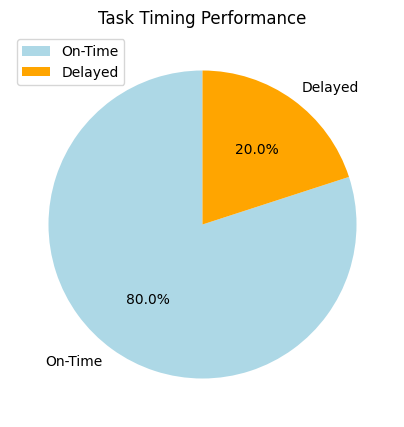 Task Timing Performance
On-Time
Delayed
Delayed
20.0%
80.0%
On-Time